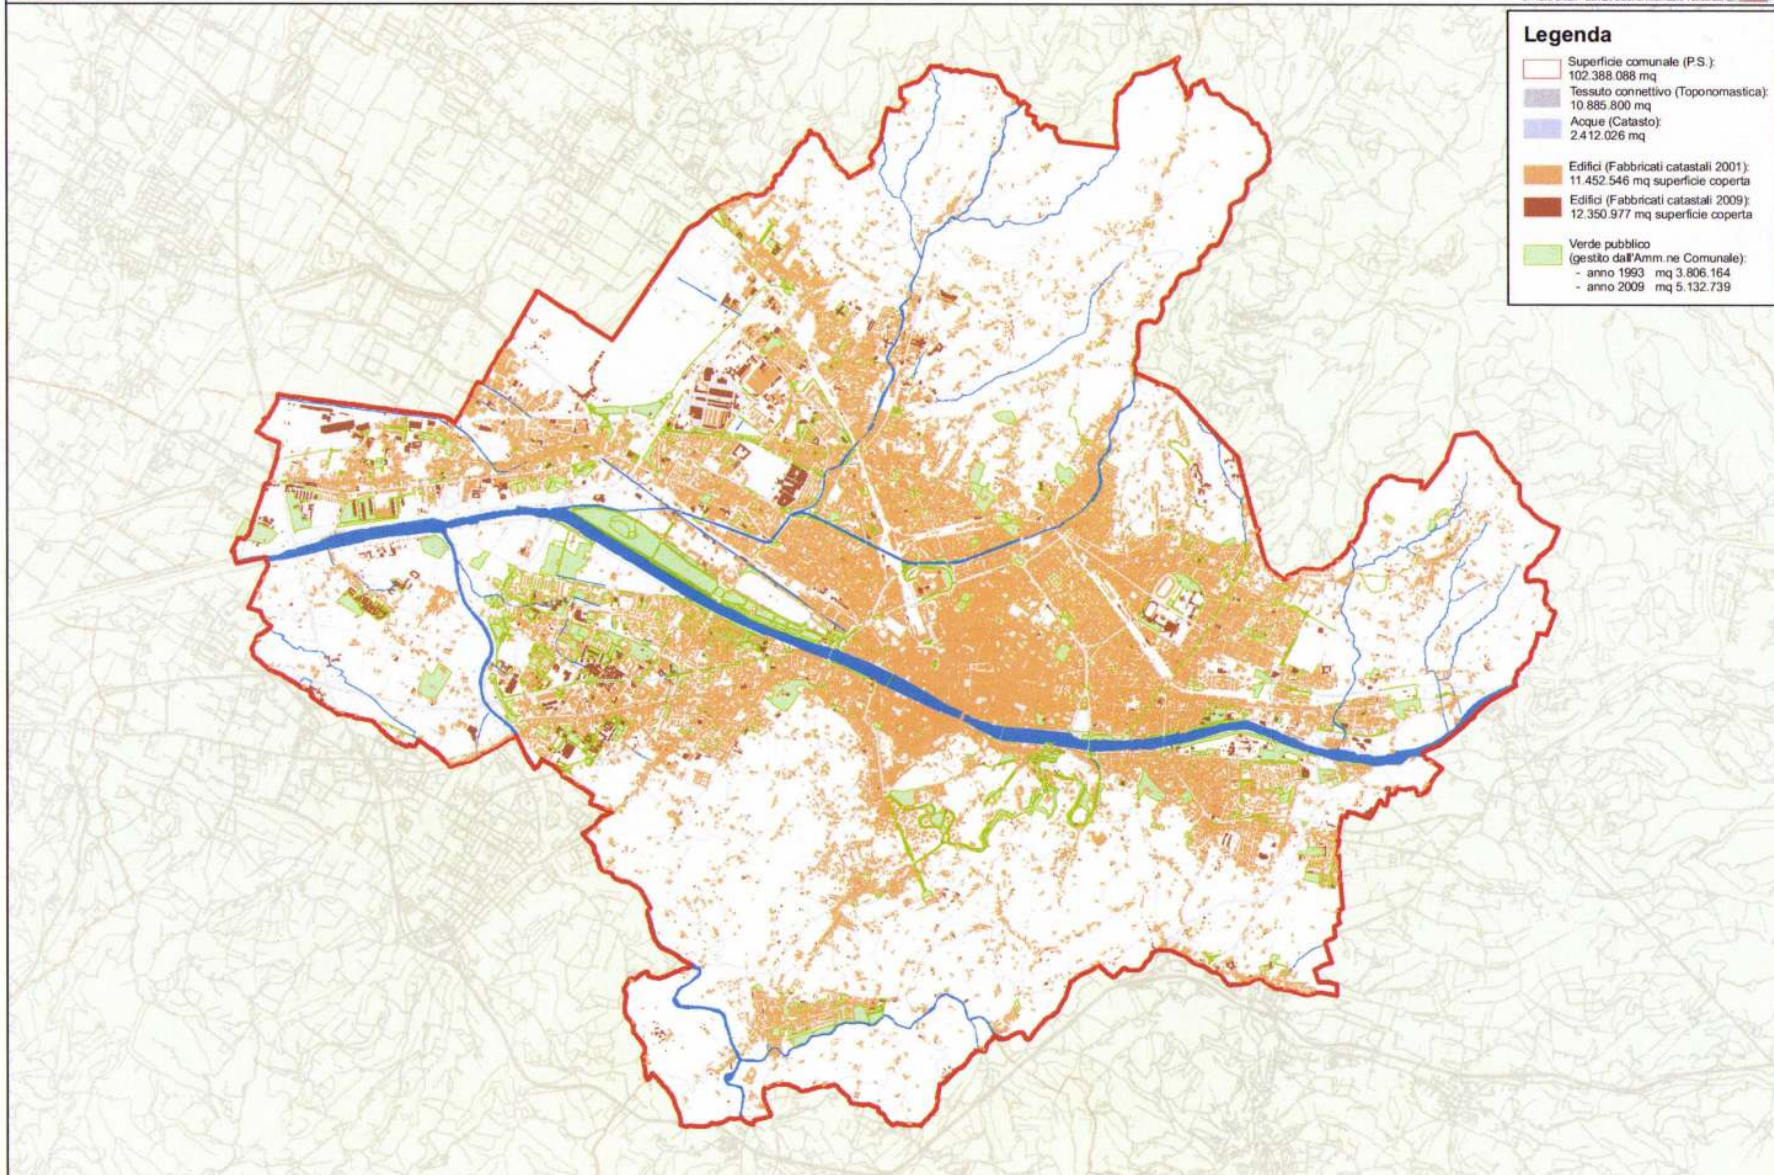 Legenda
Superficie comunale (P.S.):
102.388.088 mq
Tessuto connettivo (Toponomastica):
10.885.800 mq
Acque (Catasto):
2.412.026 mq
Edifici (Fabbricati catastali 2001):
11.452.546 mq superficie coperta
Edifici (Fabbricati catastali 2009):
12.350.977 mq superficie coperta
Verde pubblico
(gestito dall'Amm.ne Comunale):
- anno 1993 mq 3.806.164
- anno 2009 mq 5.132.739